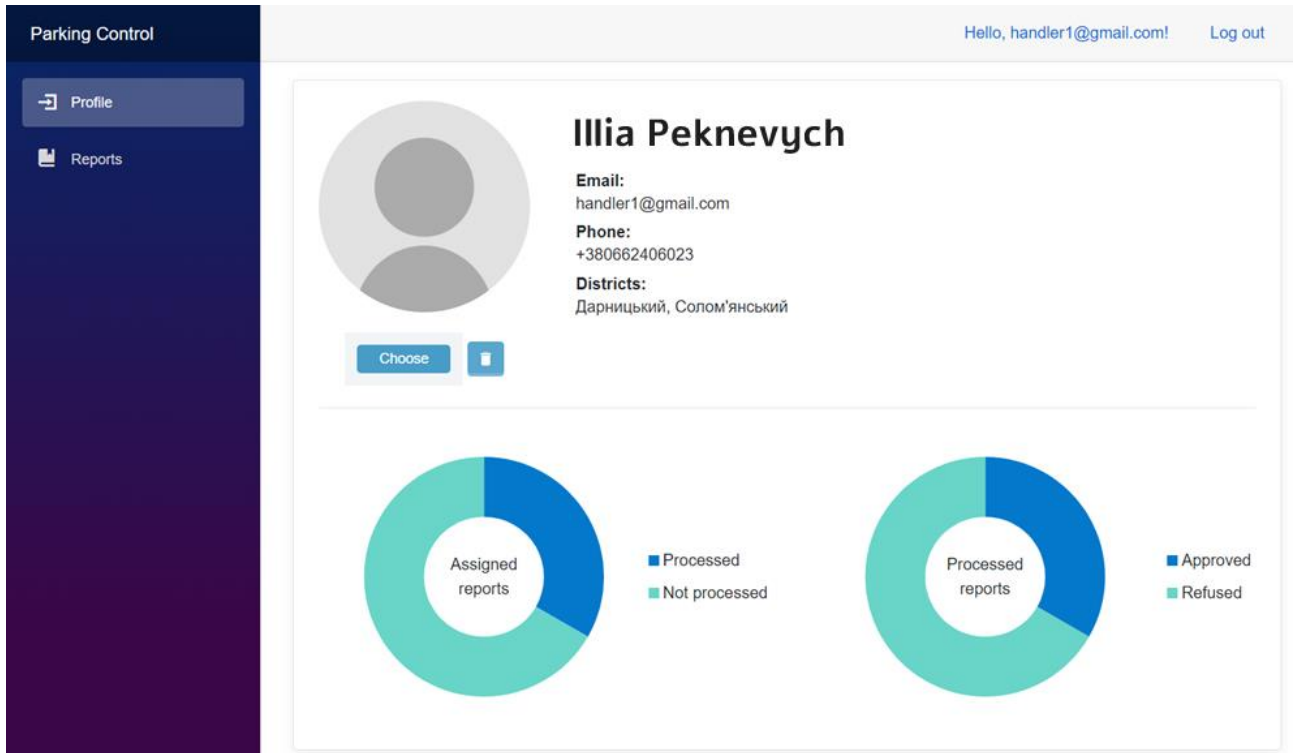 Parking Control
Hello, handler1@gmail.com!
Log out
Profile
Reports
Illia Peknevych
Email:
handler1@gmail.com
Phone:
+380662406023
Districts:
Дарницький, Солом'янський
Choose
Assigned
reports
Processed
Not processed
Processed
reports
Approved
Refused